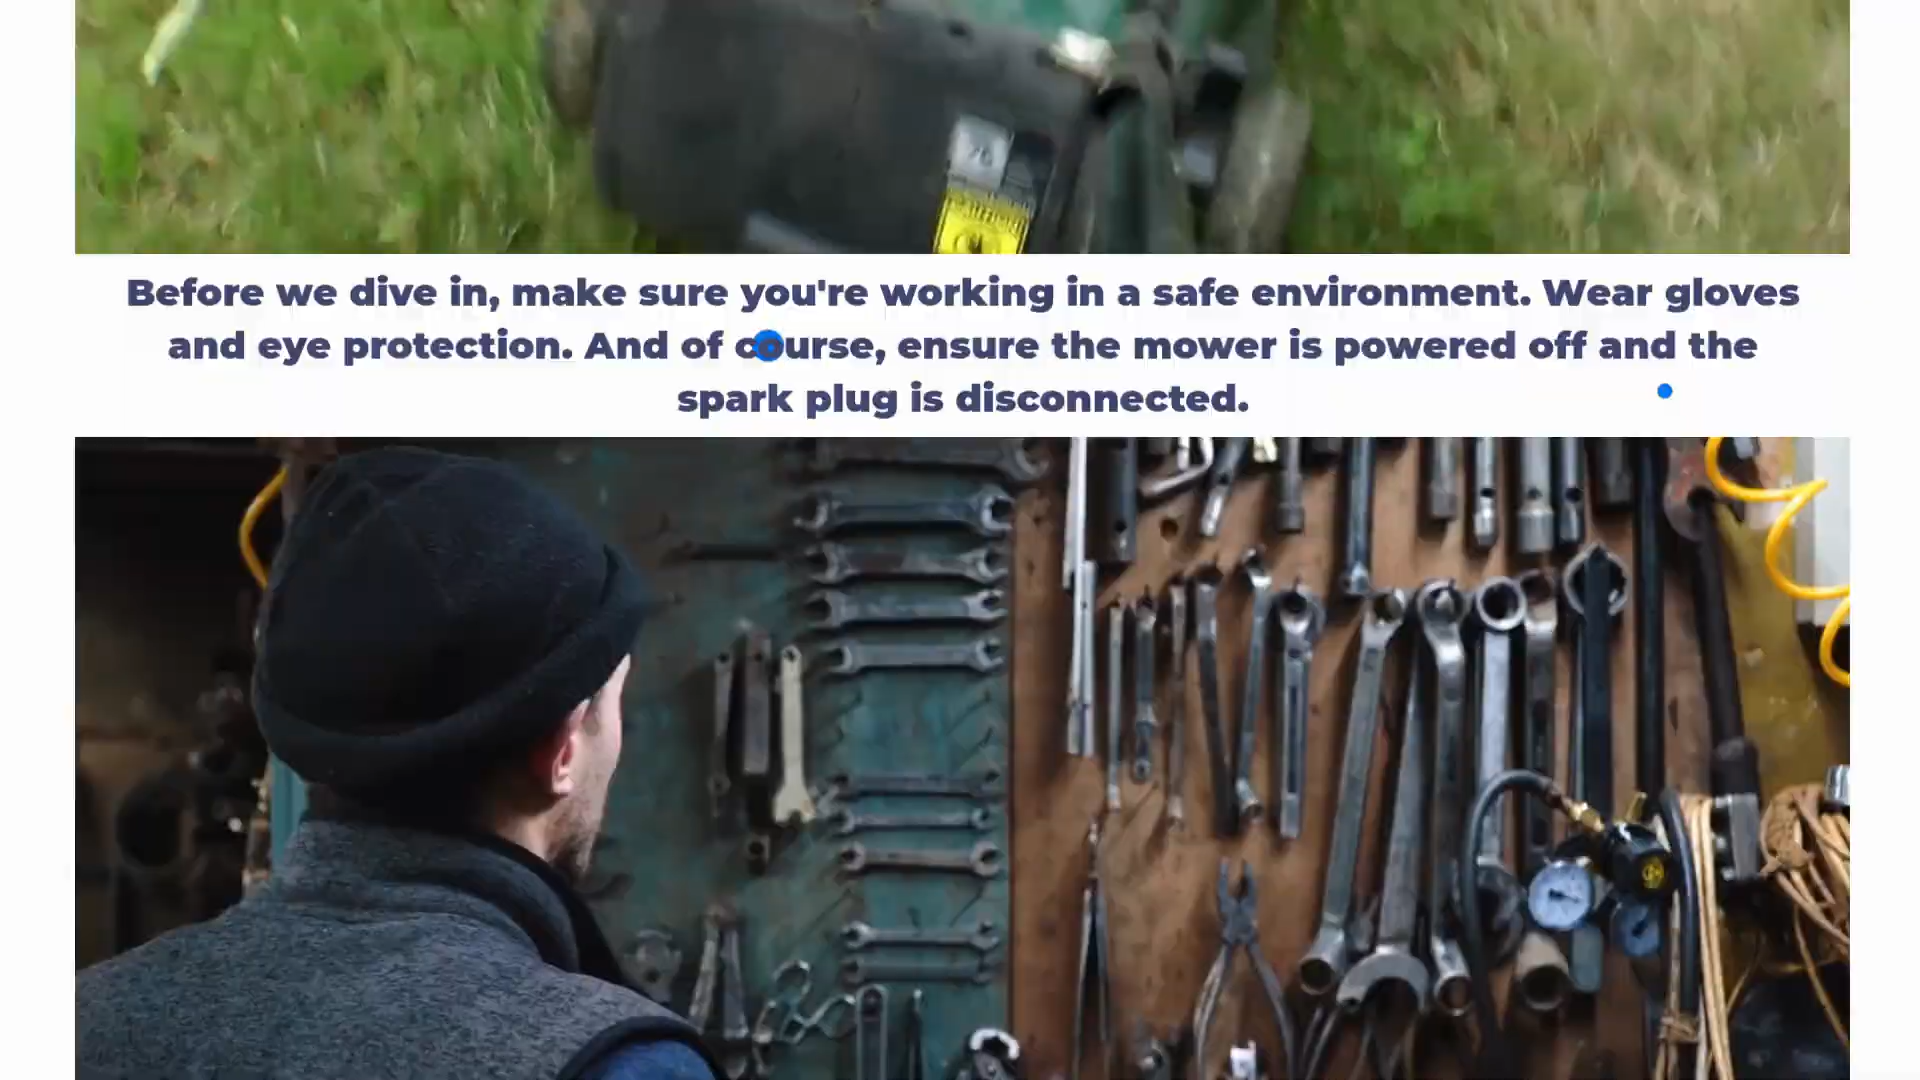 76
Before we dive in, make sure you're working in a safe environment. Wear gloves
and eye protection. And of course, ensure the mower is powered off and the
spark plug is disconnected.